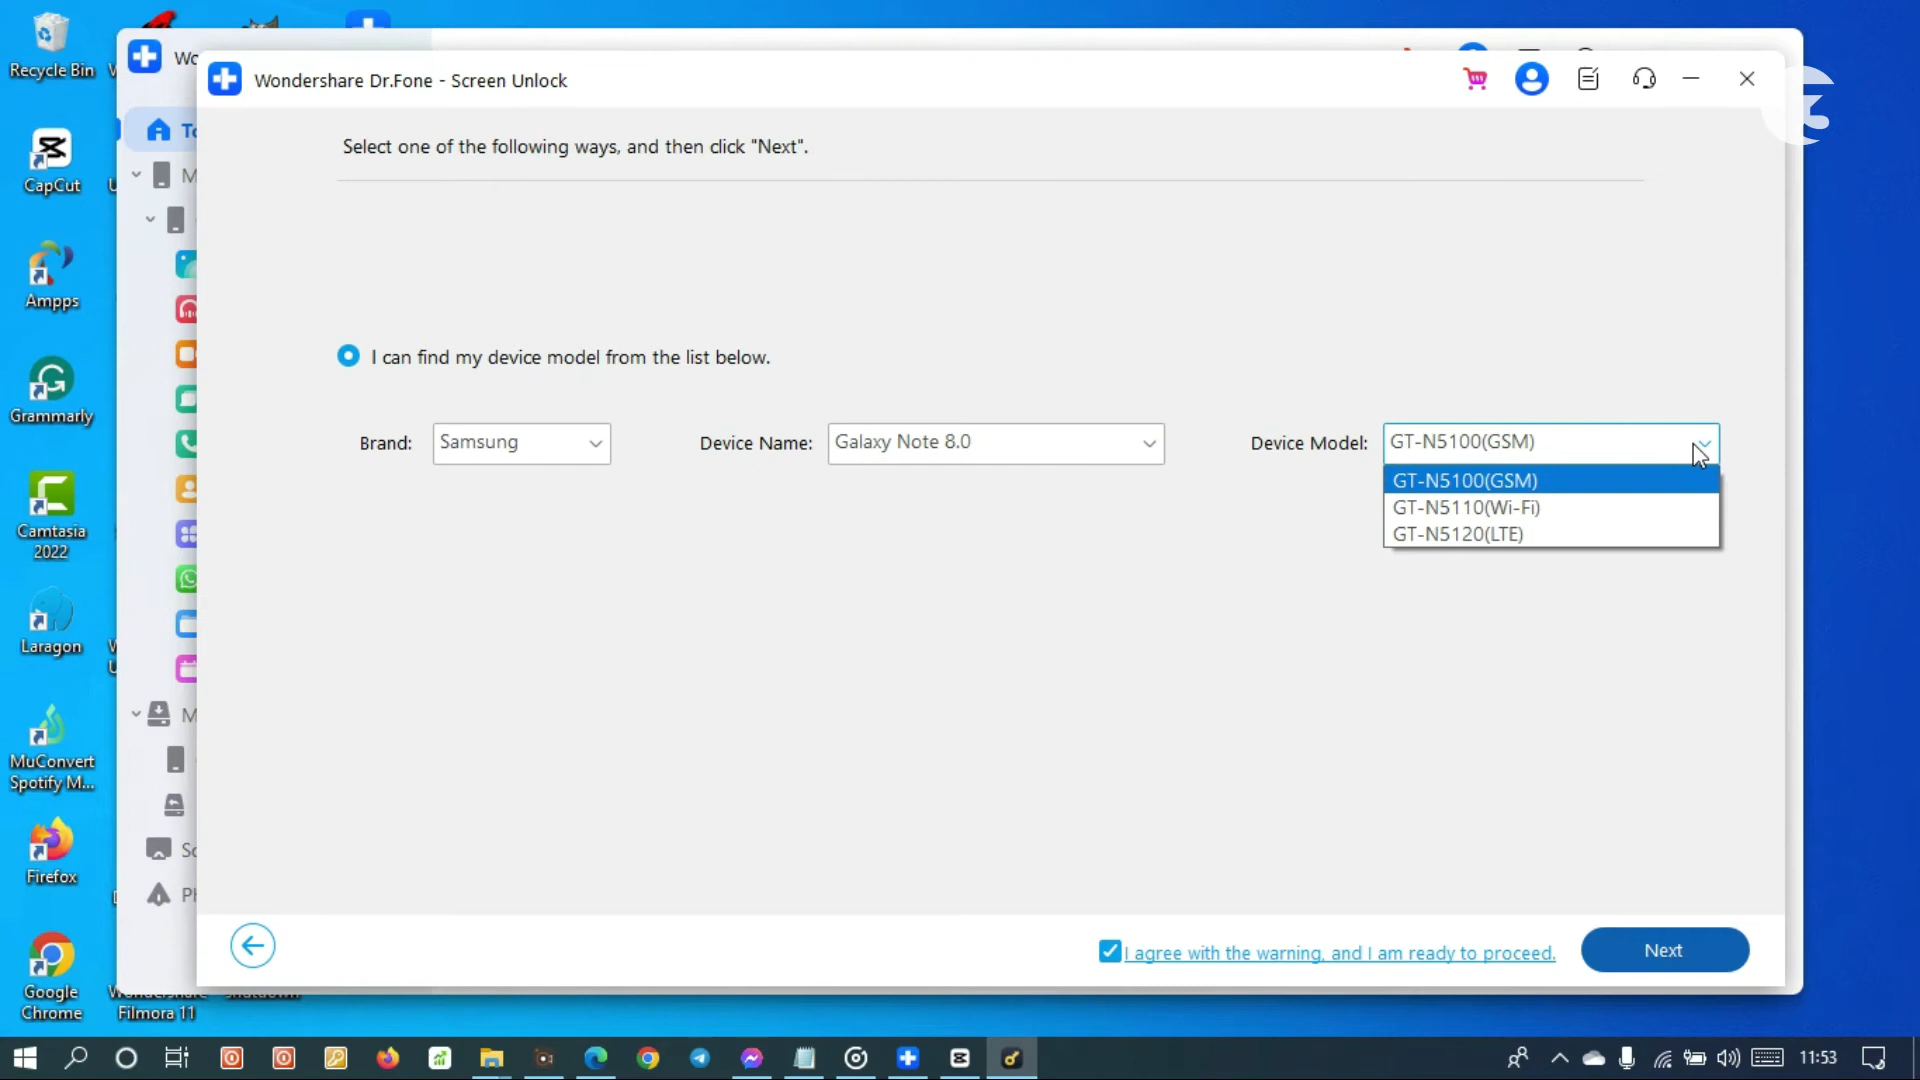 Recycle Bin
CapCut
Ampps
Grammarly
Camtasia
2022
Laragon
MuConvert
Spotify M...
Firefox
Google
Chrome
Filmora 11
Wondershare Dr.Fone - Screen Unlock
Select one of the following ways, and then click "Next".
I can find my device model from the list below.
Brand: Samsung Device Name: Galaxy Note 8.0 Device Model: GT-N5100(GSM)
GT-N5100(GSM)
GT-N5110(Wi-Fi)
GT-N5120(LTE)
I agree with the warning, and I am ready to proceed.
Next
11:53